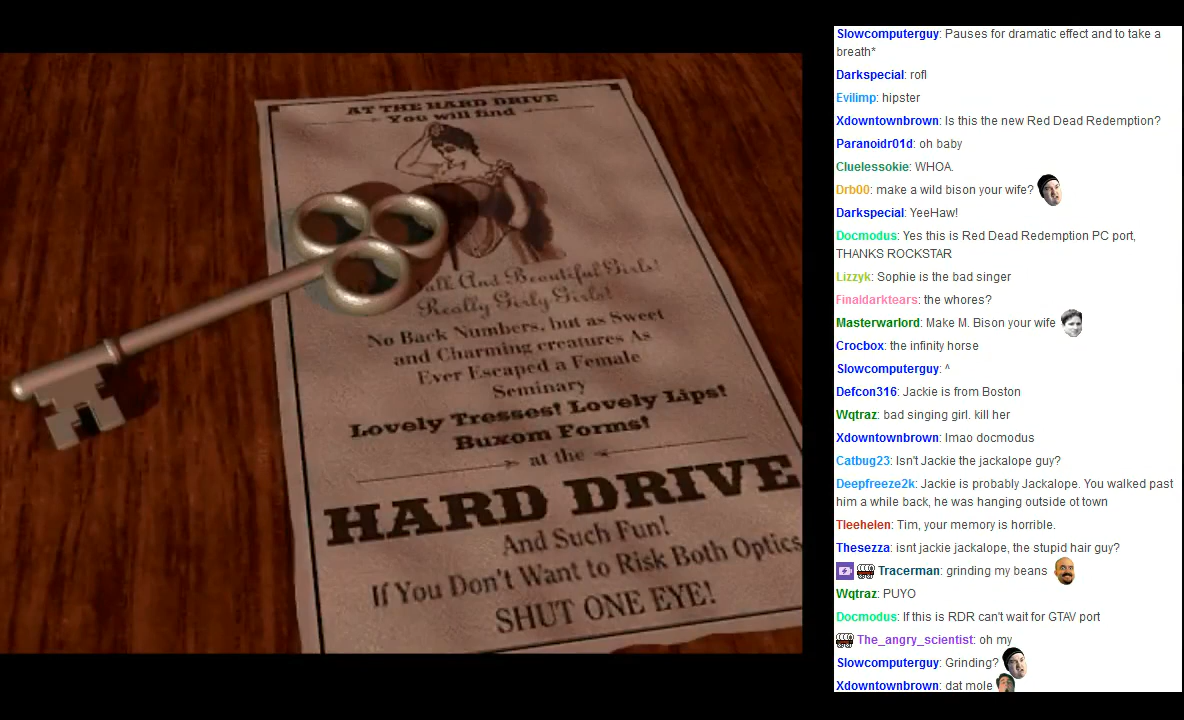 AT THE HARD DRIVE
You will find
And Beautiful Girls!
Really Girly Girls!
No Back Numbers, but as Sweet
and Charming creatures As
Ever Escaped a Female
Seminary
Lovely Tresses! Lovely Lips!
Buxom Forms!
at the
HARD DRIVE
And Such Fun!
If You Don't Want to Risk Both Optics
SHUT ONE EYE!
Slowcomputerguy: Pauses for dramatic effect and to take a
breath*
Darkspecial: rofl
Evilimp: hipster
Xdowntownbrown: Is this the new Red Dead Redemption?
Paranoidr01d: oh baby
Cluelessokie: WHOA.
Drb00: make a wild bison your wife?
Darkspecial: YeeHaw!
Docmodus: Yes this is Red Dead Redemption PC port,
THANKS ROCKSTAR
Lizzyk: Sophie is the bad singer
Finaldarktears: the whores?
Masterwarlord: Make M. Bison your wife
Crocbox: the infinity horse
Slowcomputerguy: ^
Defcon316: Jackie is from Boston
Wqtraz: bad singing girl. kill her
Xdowntownbrown: lmao docmodus
Catbug23: Isn't Jackie the jackalope guy?
Deepfreeze2k: Jackie is probably Jackalope. You walked past
him a while back, he was hanging outside ot town
Tleehelen: Tim, your memory is horrible.
Thesezza: isnt jackie jackalope, the stupid hair guy?
Tracerman: grinding my beans
Wqtraz: PUYO
Docmodus: If this is RDR can't wait for GTAV port
The_angry_scientist: oh my
Slowcomputerguy: Grinding?
Xdowntownbrown: dat mole